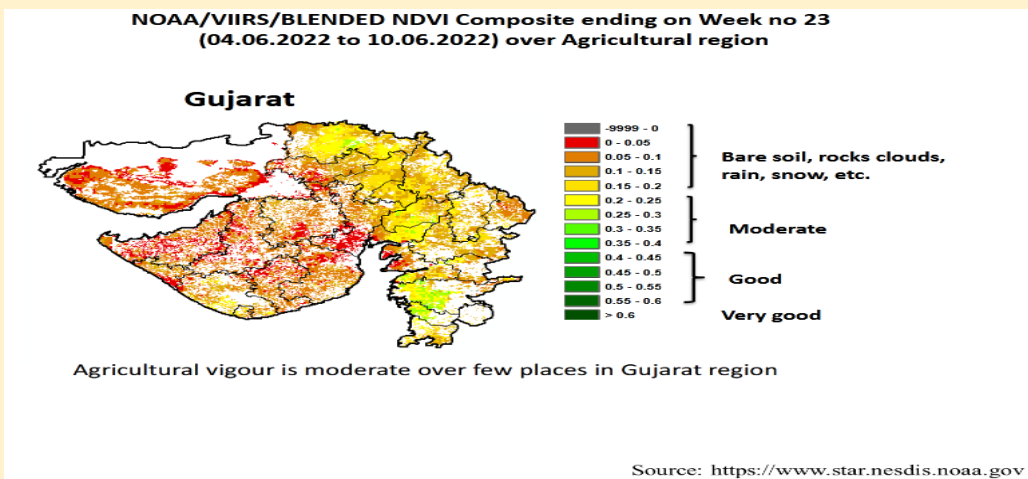 NOAA/VIIRS/BLENDED NDVI Composite ending on Week no 23
(04.06.2022 to 10.06.2022) over Agricultural region
Gujarat
-9999 - 0
0 - 0.05
0.05 - 0.1
0.1 - 0.15
0.15 - 0.2
0.2 - 0.25
0.25 - 0.3
0.3 - 0.35
0.35 - 0.4
0.4 - 0.45
0.45 - 0.5
0.5 - 0.55
0.55 - 0.6
> 0.6
Bare soil, rocks clouds,
rain, snow, etc.
Moderate
Good
Very good
Agricultural vigour is moderate over few places in Gujarat region
Source: https://www.star.nesdis.noaa.gov